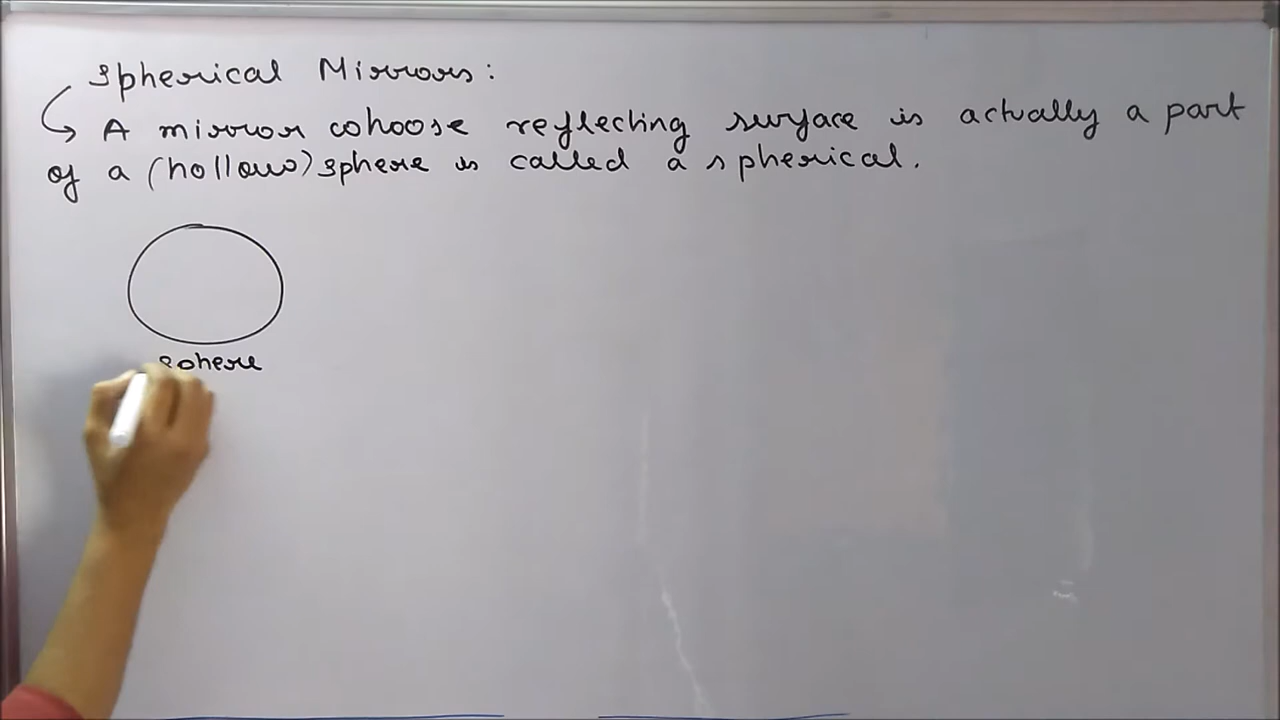 Spherical Mirrors:
A mirror whose reflecting surface is actually a part
of a (hollow) sphere is called a spherical.
sphere